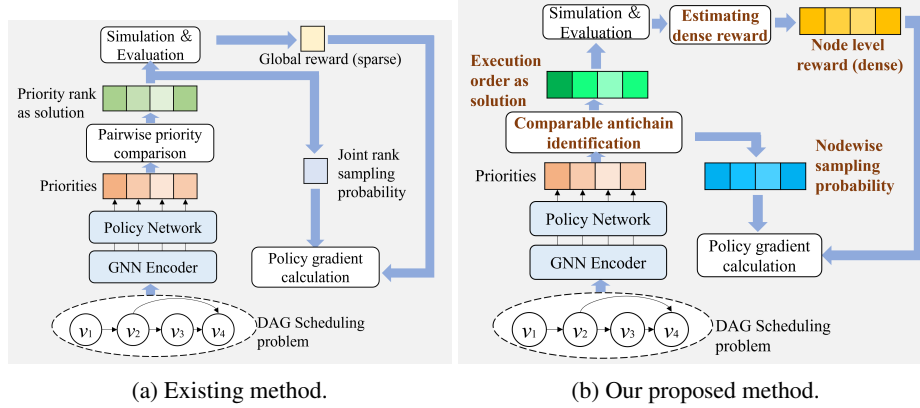 Simulation &
Evaluation
Global reward (sparse)
Priority rank
as solution
Pairwise priority
comparison
Joint rank
sampling
probability
Priorities
Policy Network
GNN Encoder
Policy gradient
calculation
v1
v2
v3
v4
DAG Scheduling
problem
(a) Existing method.
Simulation &
Evaluation
Estimating
dense reward
Node level
reward (dense)
Execution
order as
solution
Comparable antichain
identification
Nodewise
sampling
probability
Priorities
Policy Network
GNN Encoder
Policy gradient
calculation
v1
v2
v3
v4
DAG Scheduling
problem
(b) Our proposed method.